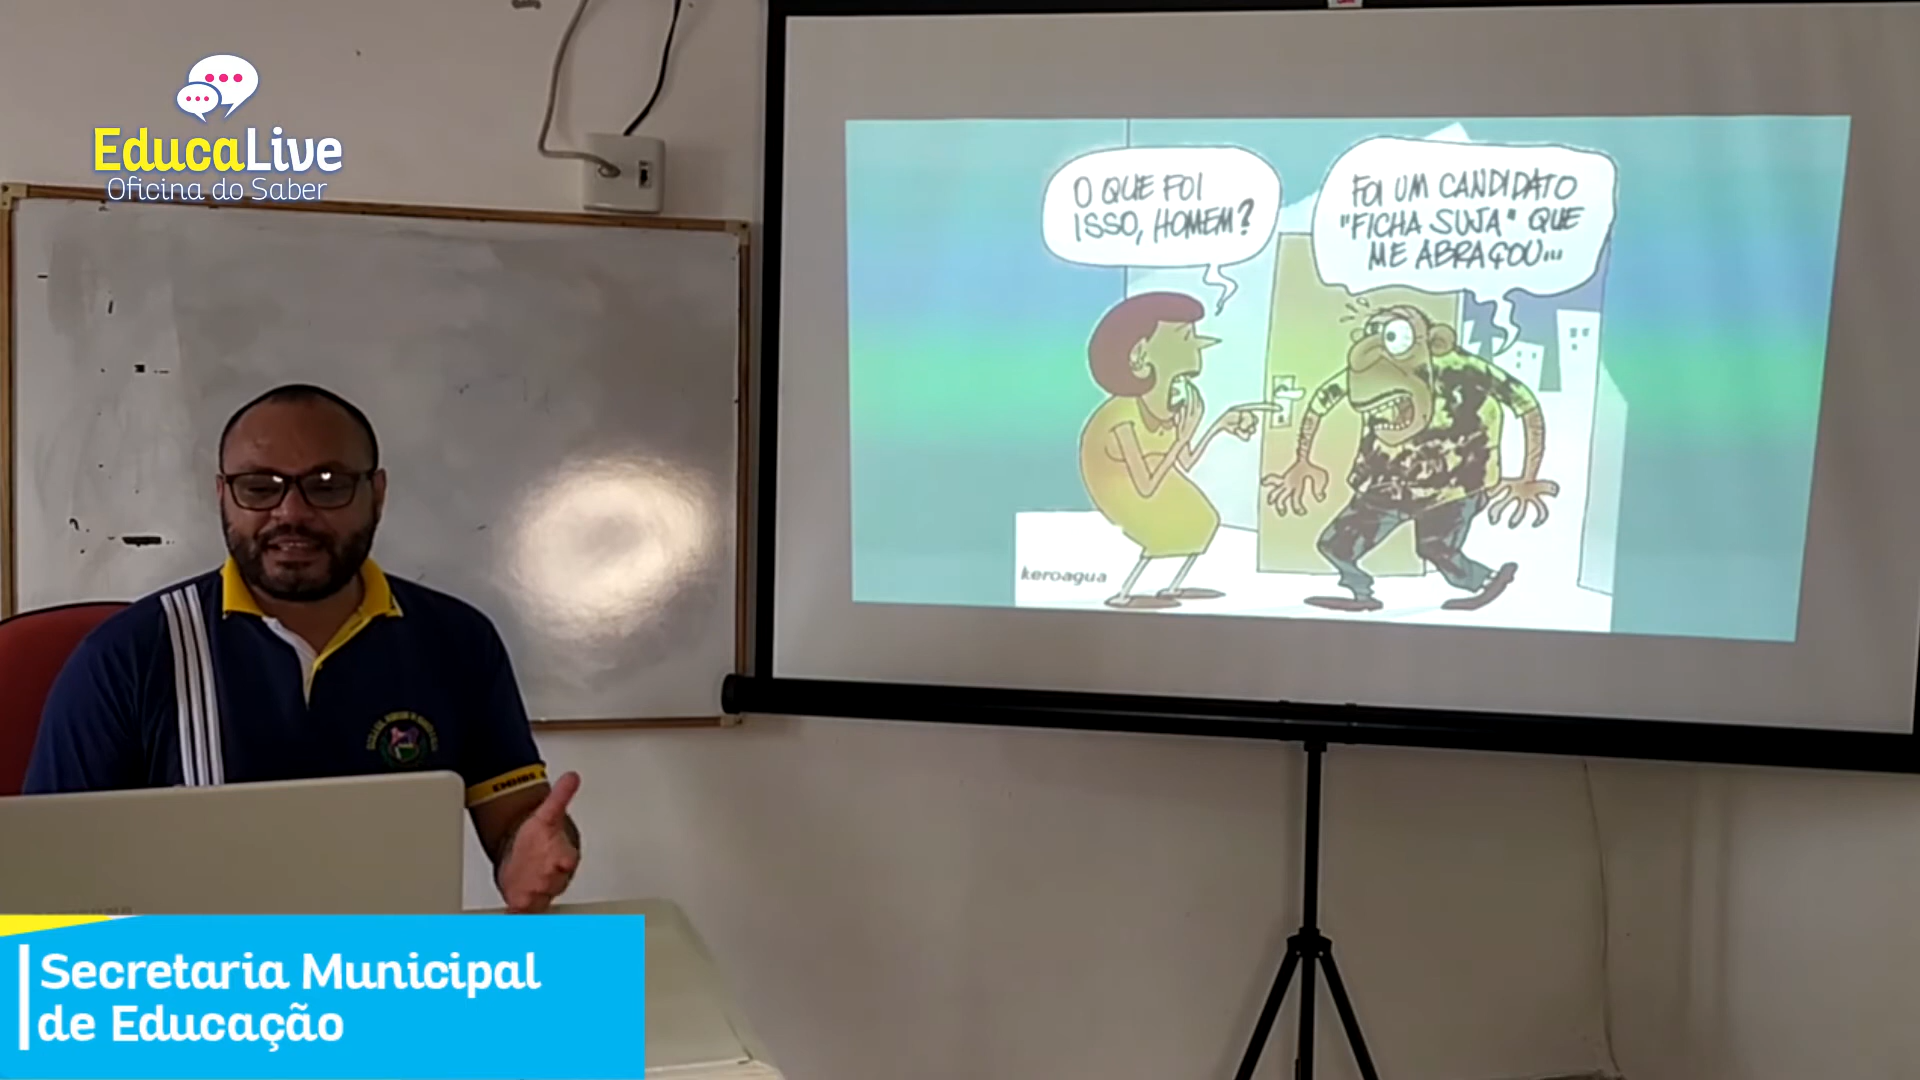 EducaLive
Oficina do Saber
O QUE FOI
ISSO, HOMEM?
FOI UM CANDIDATO
"FICHA SUJA" QUE
ME ABRAÇOU...
keroagua
Secretaria Municipal
de Educação